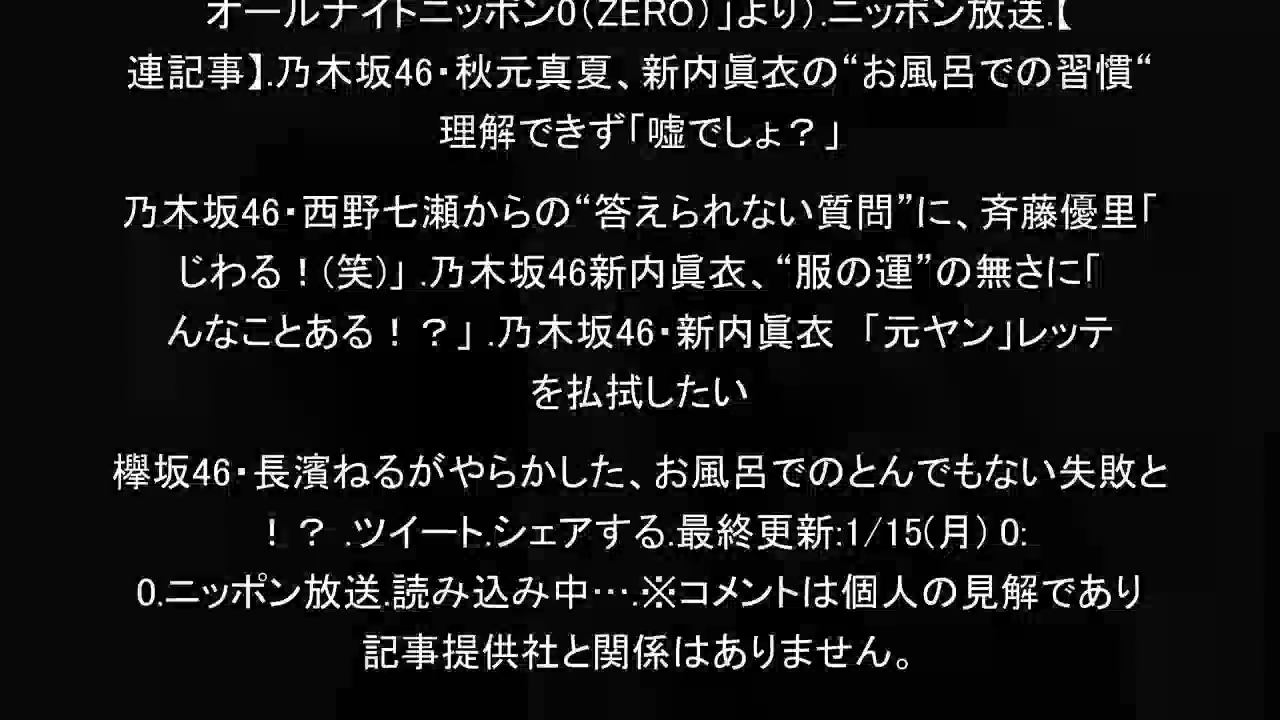 オールナイトニッポン0(ZERO)」より).ニッポン放送.【
連記事】.乃木坂46・秋元真夏、新内眞衣の“お風呂での習慣“
理解できず「嘘でしょ？」
乃木坂46・西野七瀬からの“答えられない質問”に、斉藤優里「
じわる！(笑)」.乃木坂46新内眞衣、“服の運”の無さに「
んなことある！？」.乃木坂46・新内眞衣　「元ヤン」レッテ
を払拭したい
欅坂46・長濱ねるがやらかした、お風呂でのとんでもない失敗と
！？ .ツイート.シェアする.最終更新:1/15(月) 0:
0.ニッポン放送.読み込み中….※コメントは個人の見解であり
記事提供社と関係はありません。